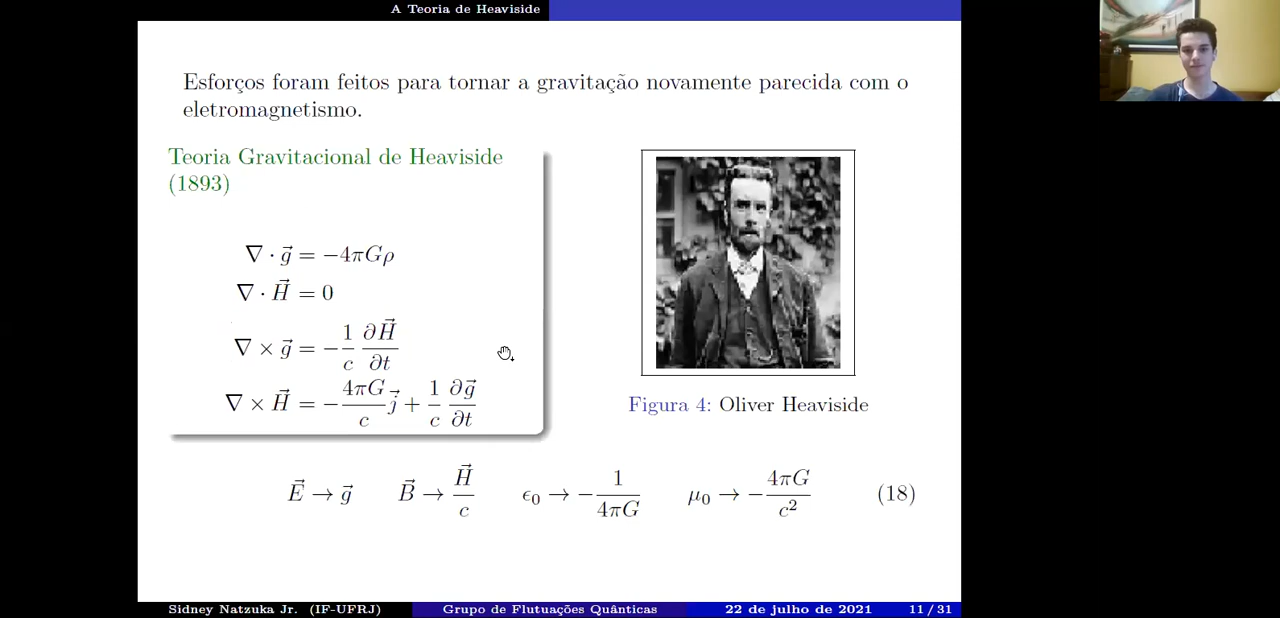 A Teoria de Heaviside
Esforços foram feitos para tornar a gravitação novamente parecida com o
eletromagnetismo.
Teoria Gravitacional de Heaviside
(1893)
∇ · g⃗ = −4πGρ
∇ · H⃗ = 0
∇ × g⃗ = −1/c ∂H⃗/∂t
∇ × H⃗ = −4πG/c j⃗ + 1/c ∂g⃗/∂t
Figura 4: Oliver Heaviside
E⃗ → g⃗ B⃗ → H⃗/c ϵ₀ → −1/4πG μ₀ → −4πG/c² (18)
Sidney Natzuka Jr. (IF-UFRJ) Grupo de Flutuações Quânticas 22 de julho de 2021 11 / 31